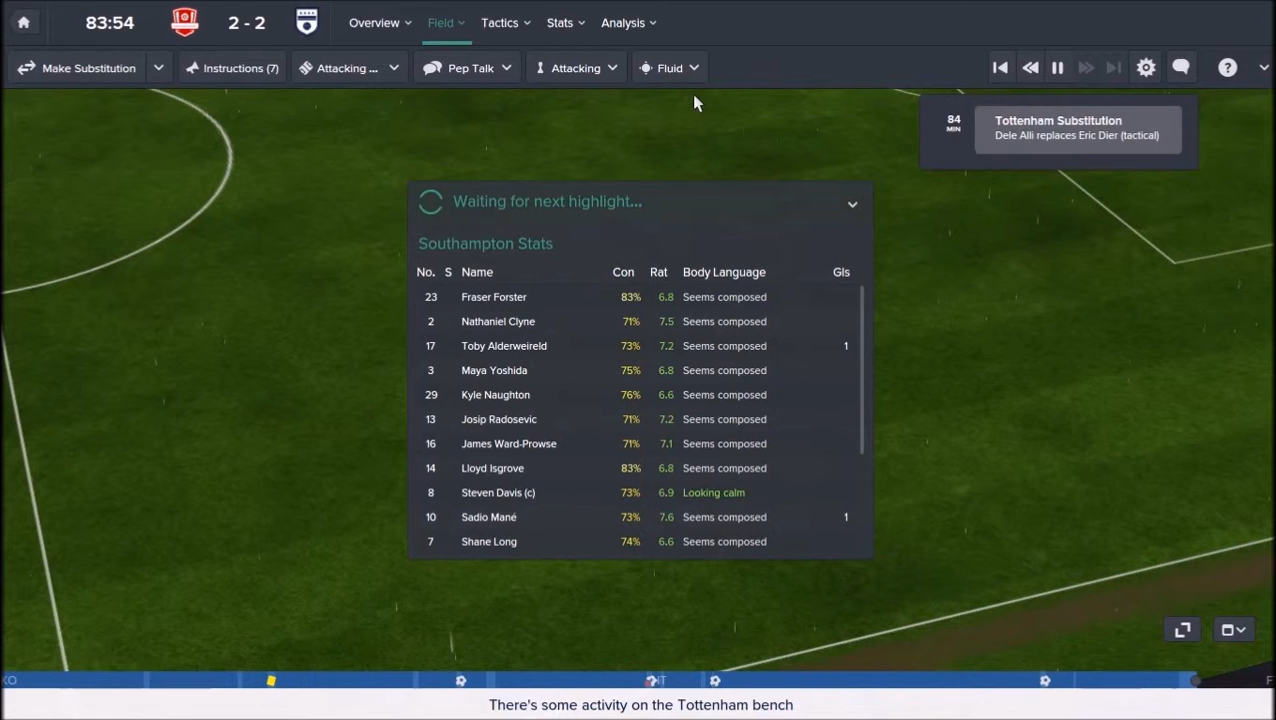 83:54 2 - 2 Overview Field Tactics Stats Analysis
Make Substitution Instructions (7) Attacking ... Pep Talk Attacking Fluid ?
84 MIN Tottenham Substitution
Dele Alli replaces Eric Dier (tactical)
Waiting for next highlight...
Southampton Stats
No. S Name Con Rat Body Language Gls
23 Fraser Forster 83% 6.8 Seems composed
2 Nathaniel Clyne 71% 7.5 Seems composed
17 Toby Alderweireld 73% 7.2 Seems composed 1
3 Maya Yoshida 75% 6.8 Seems composed
29 Kyle Naughton 76% 6.6 Seems composed
13 Josip Radosevic 71% 7.2 Seems composed
16 James Ward-Prowse 71% 7.1 Seems composed
14 Lloyd Isgrove 83% 6.8 Seems composed
8 Steven Davis (c) 73% 6.9 Looking calm
10 Sadio Mané 73% 7.6 Seems composed 1
7 Shane Long 74% 6.6 Seems composed
KO HT F
There's some activity on the Tottenham bench